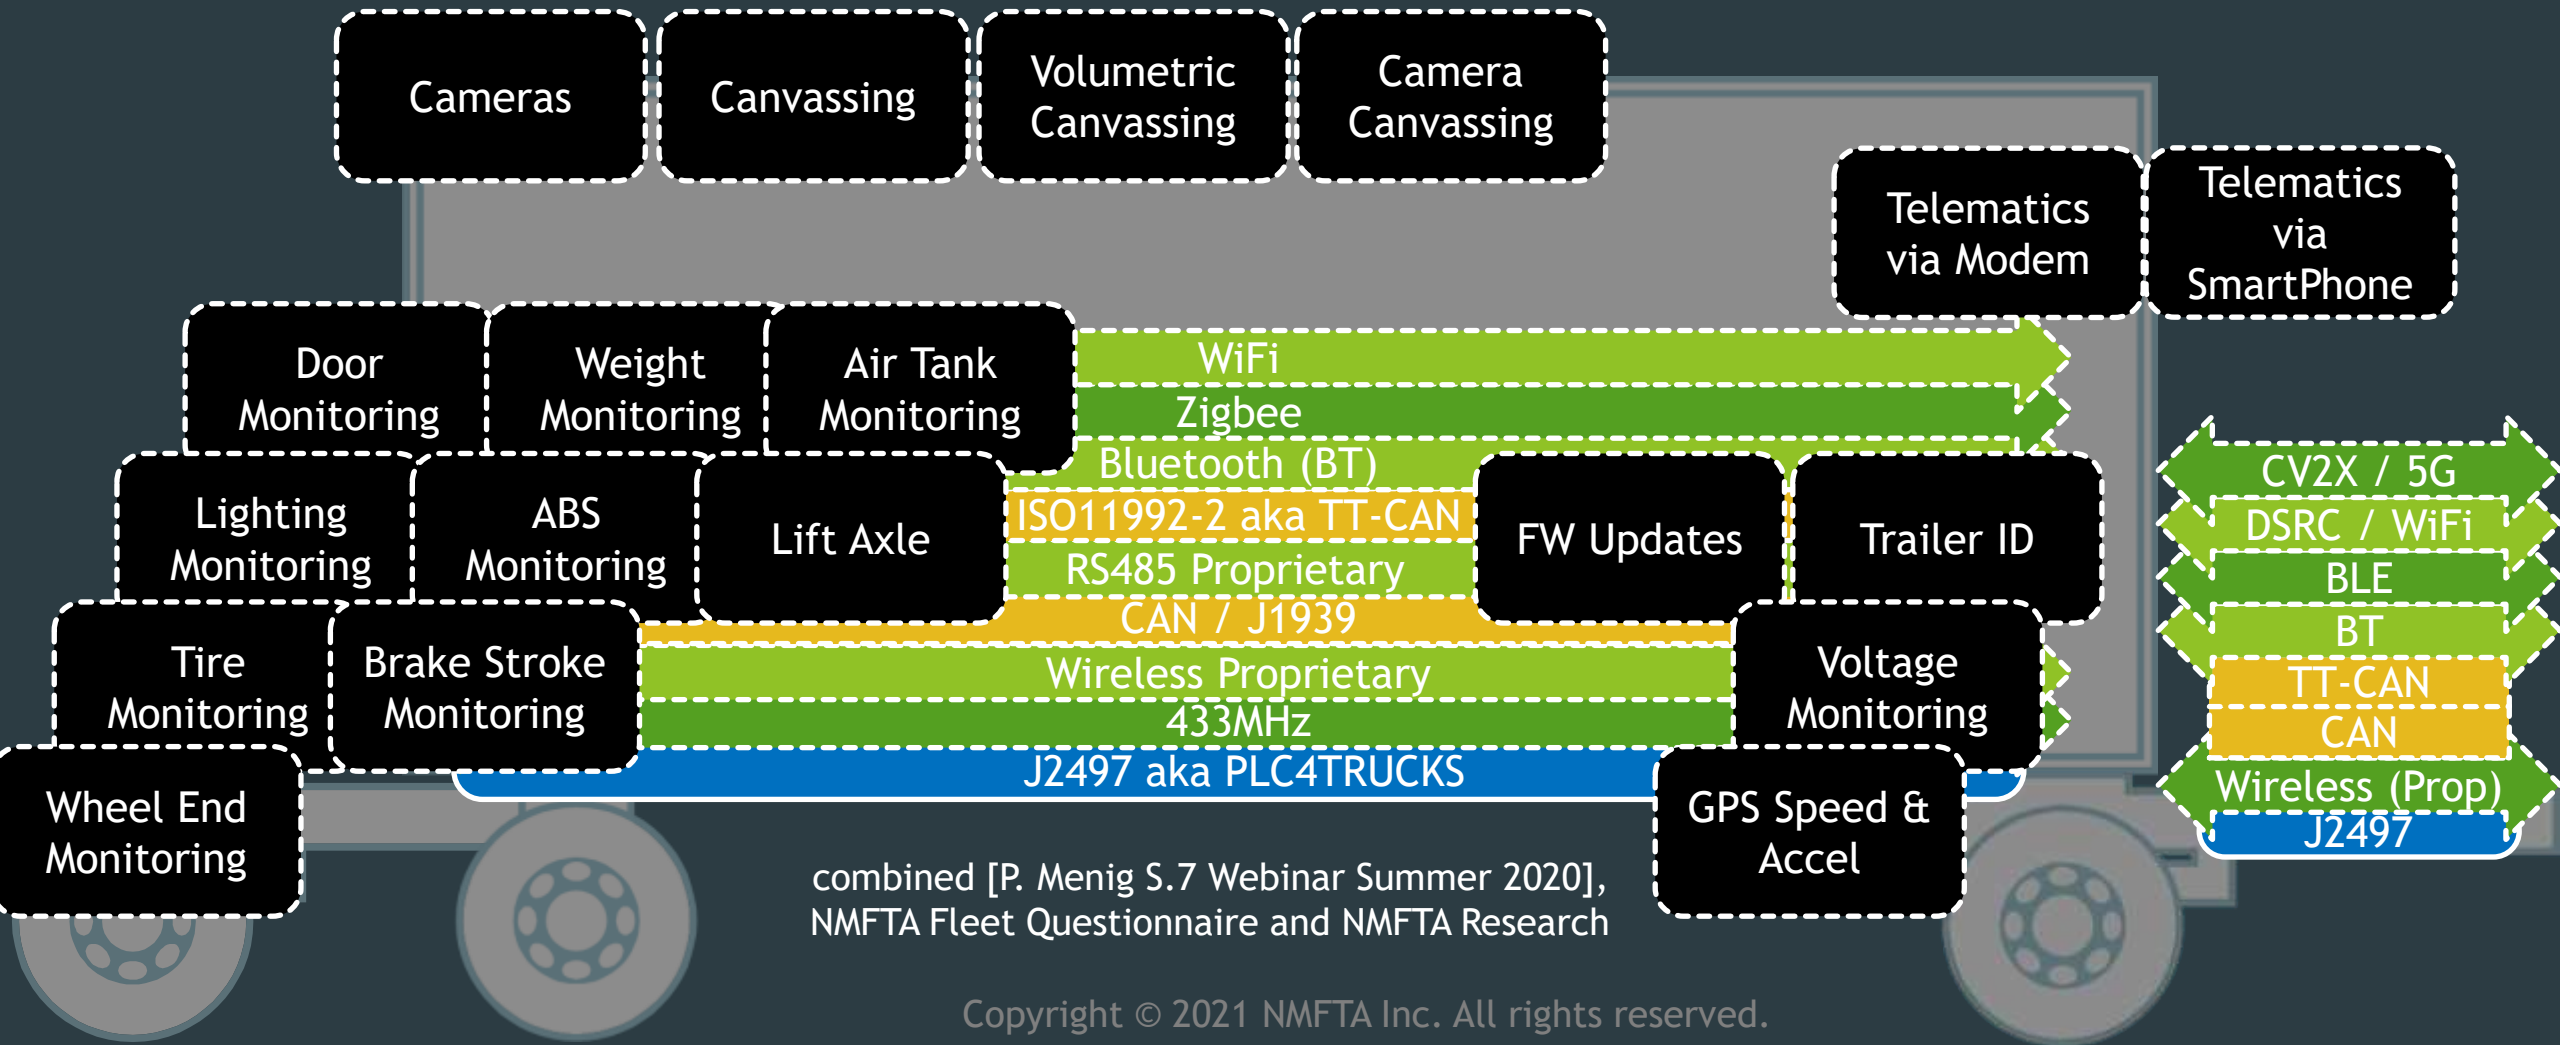 Cameras
Canvassing
Volumetric
Canvassing
Camera
Canvassing
Telematics
via Modem
Telematics
via
SmartPhone
Door
Monitoring
Weight
Monitoring
Air Tank
Monitoring
Lighting
Monitoring
ABS
Monitoring
Lift Axle
Tire
Monitoring
Brake Stroke
Monitoring
Wheel End
Monitoring
WiFi
Zigbee
Bluetooth (BT)
ISO11992-2 aka TT-CAN
RS485 Proprietary
CAN / J1939
Wireless Proprietary
433MHz
J2497 aka PLC4TRUCKS
FW Updates
Trailer ID
Voltage
Monitoring
GPS Speed &
Accel
CV2X / 5G
DSRC / WiFi
BLE
BT
TT-CAN
CAN
Wireless (Prop)
J2497
combined [P. Menig S.7 Webinar Summer 2020],
NMFTA Fleet Questionnaire and NMFTA Research
Copyright © 2021 NMFTA Inc. All rights reserved.